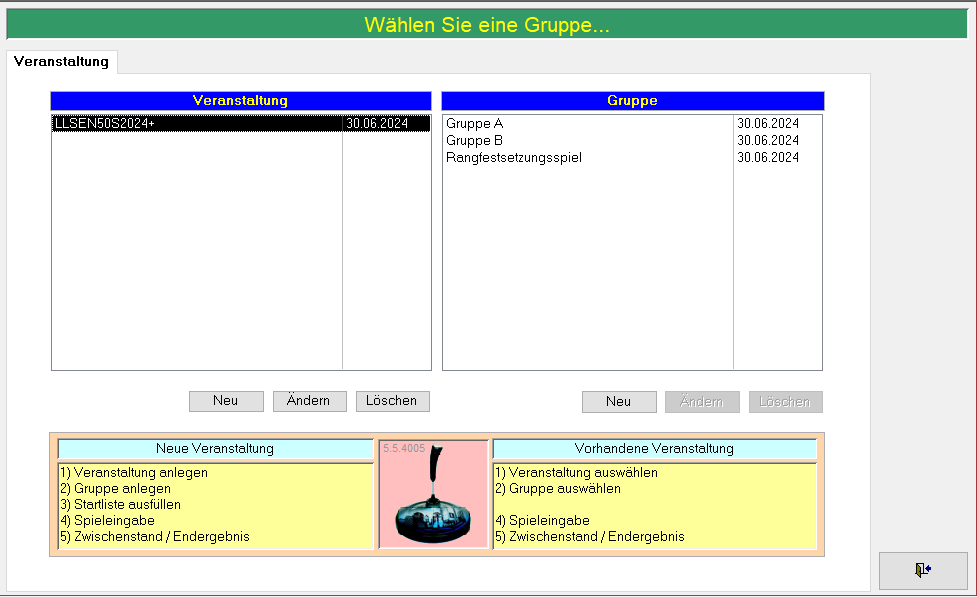 Wählen Sie eine Gruppe...
Veranstaltung
Veranstaltung
LLSEN50S2024+ 30.06.2024
Gruppe
Gruppe A 30.06.2024
Gruppe B 30.06.2024
Rangfestsetzungsspiel 30.06.2024
Neu Ändern Löschen
Neu Ändern Löschen
Neue Veranstaltung
1) Veranstaltung anlegen
2) Gruppe anlegen
3) Startliste ausfüllen
4) Spieleingabe
5) Zwischenstand / Endergebnis
5.5.4005
Vorhandene Veranstaltung
1) Veranstaltung auswählen
2) Gruppe auswählen
4) Spieleingabe
5) Zwischenstand / Endergebnis